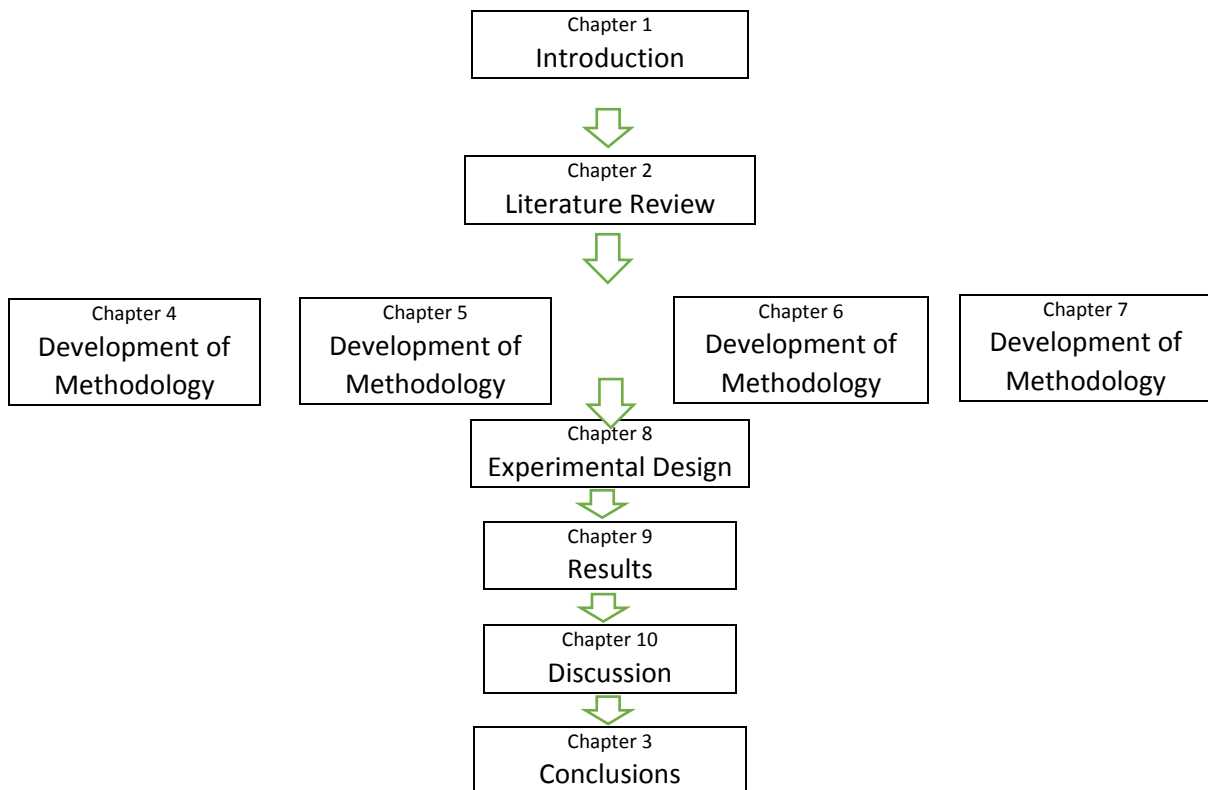 Chapter 1
Introduction
Chapter 2
Literature Review
Chapter 4
Development of
Methodology
Chapter 5
Development of
Methodology
Chapter 6
Development of
Methodology
Chapter 7
Development of
Methodology
Chapter 8
Experimental Design
Chapter 9
Results
Chapter 10
Discussion
Chapter 3
Conclusions